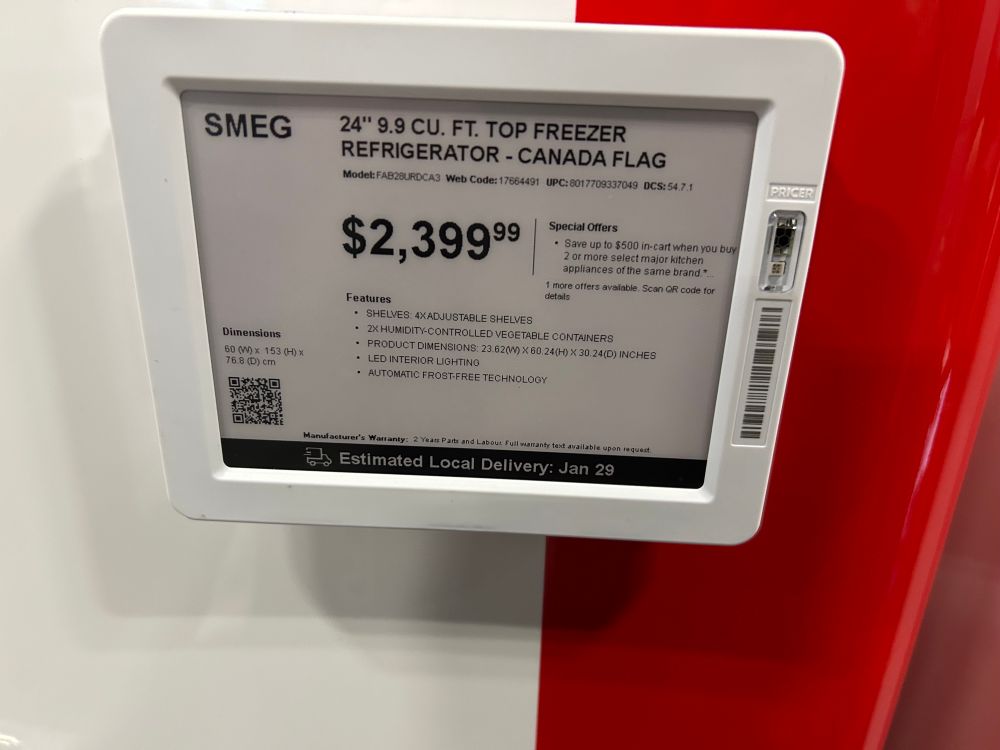 SMEG
24" 9.9 CU. FT. TOP FREEZER
REFRIGERATOR - CANADA FLAG
Model: FAB28URDCA3 Web Code: 17664491 UPC: 8017709337049 DCS: 54.7.1
$2,399.99
Special Offers
• Save up to $500 in-cart when you buy
2 or more select major kitchen
appliances of the same brand.*...
1 more offers available. Scan QR code for
details
Features
• SHELVES: 4X ADJUSTABLE SHELVES
• 2X HUMIDITY-CONTROLLED VEGETABLE CONTAINERS
• PRODUCT DIMENSIONS: 23.62(W) X 60.24(H) X 30.24(D) INCHES
• LED INTERIOR LIGHTING
• AUTOMATIC FROST-FREE TECHNOLOGY
Dimensions
60 (W) x 153 (H) x
76.8 (D) cm
Manufacturer's Warranty: 2 Years Parts and Labour. Full warranty text available upon request.
Estimated Local Delivery: Jan 29
PRICER